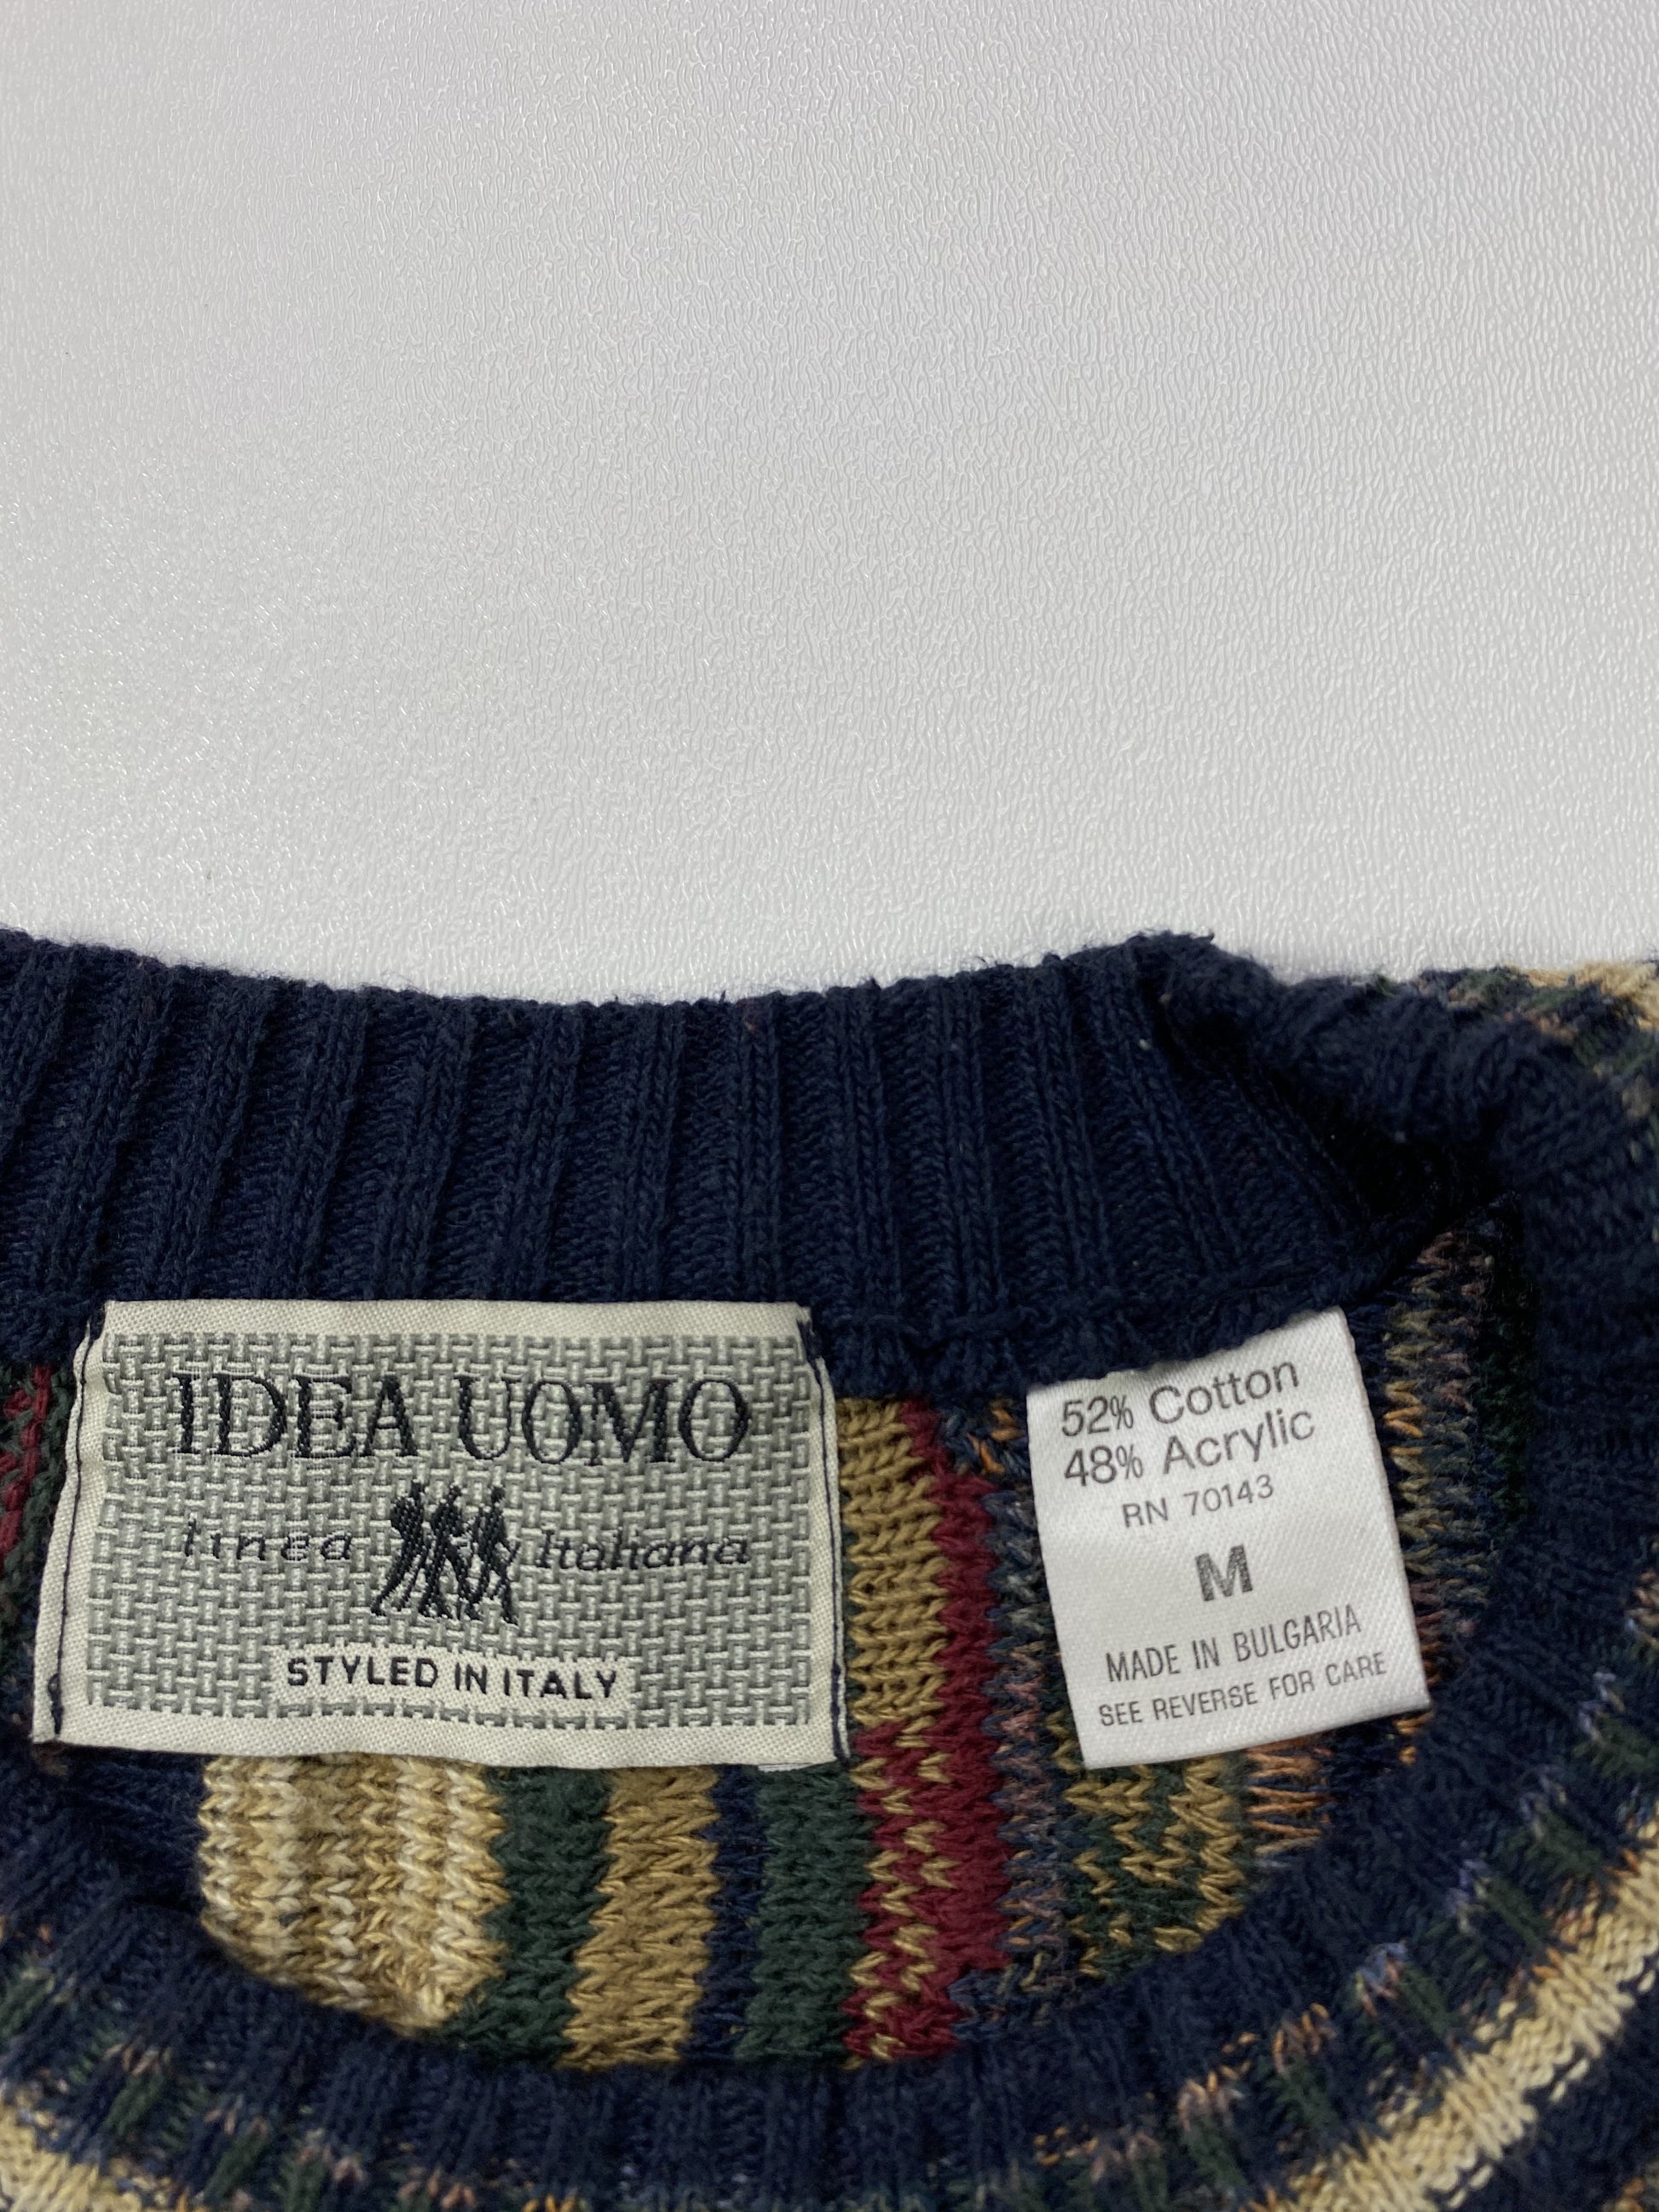 IDEA UOMO
linea Italiana
STYLED IN ITALY
52% Cotton
48% Acrylic
RN 70143
M
MADE IN BULGARIA
SEE REVERSE FOR CARE